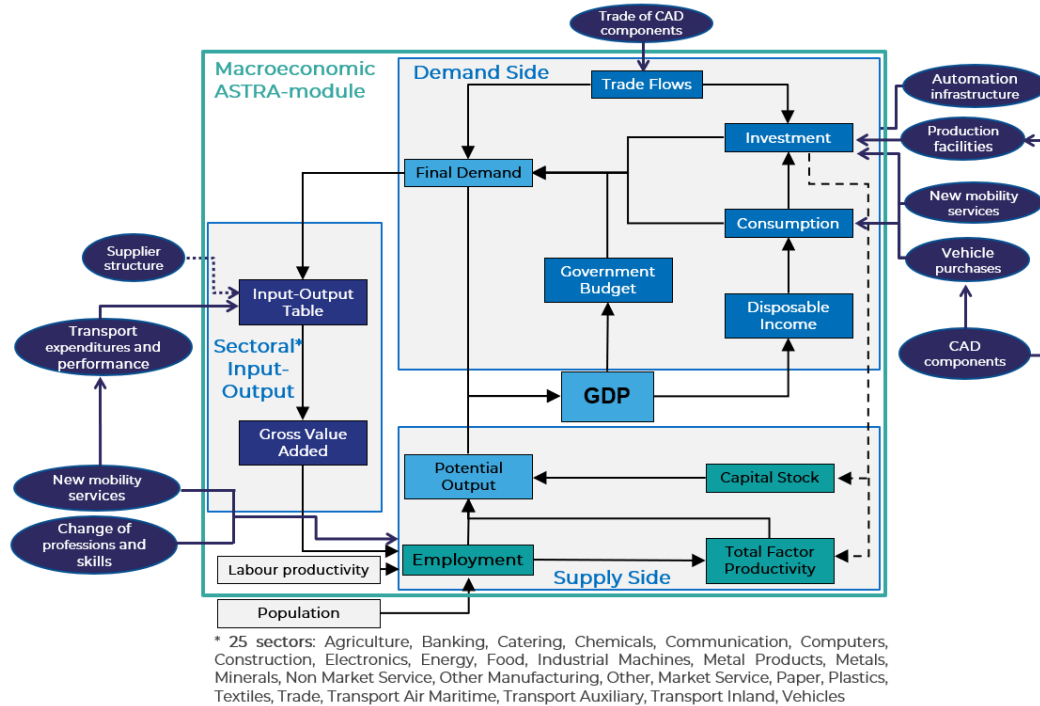 Trade of CAD
components
Macroeconomic
ASTRA-module
Demand Side
Trade Flows
Automation
infrastructure
Investment
Production
facilities
Final Demand
New mobility
services
Consumption
Supplier
structure
Vehicle
purchases
Government
Budget
Input-Output
Table
Disposable
Income
Transport
expenditures and
performance
Sectoral*
Input-
Output
CAD
components
GDP
Gross Value
Added
Potential
Output
Capital Stock
New mobility
services
Change of
professions and
skills
Employment
Total Factor
Productivity
Labour productivity
Supply Side
Population
* 25 sectors: Agriculture, Banking, Catering, Chemicals, Communication, Computers,
Construction, Electronics, Energy, Food, Industrial Machines, Metal Products, Metals,
Minerals, Non Market Service, Other Manufacturing, Other, Market Service, Paper, Plastics,
Textiles, Trade, Transport Air Maritime, Transport Auxiliary, Transport Inland, Vehicles